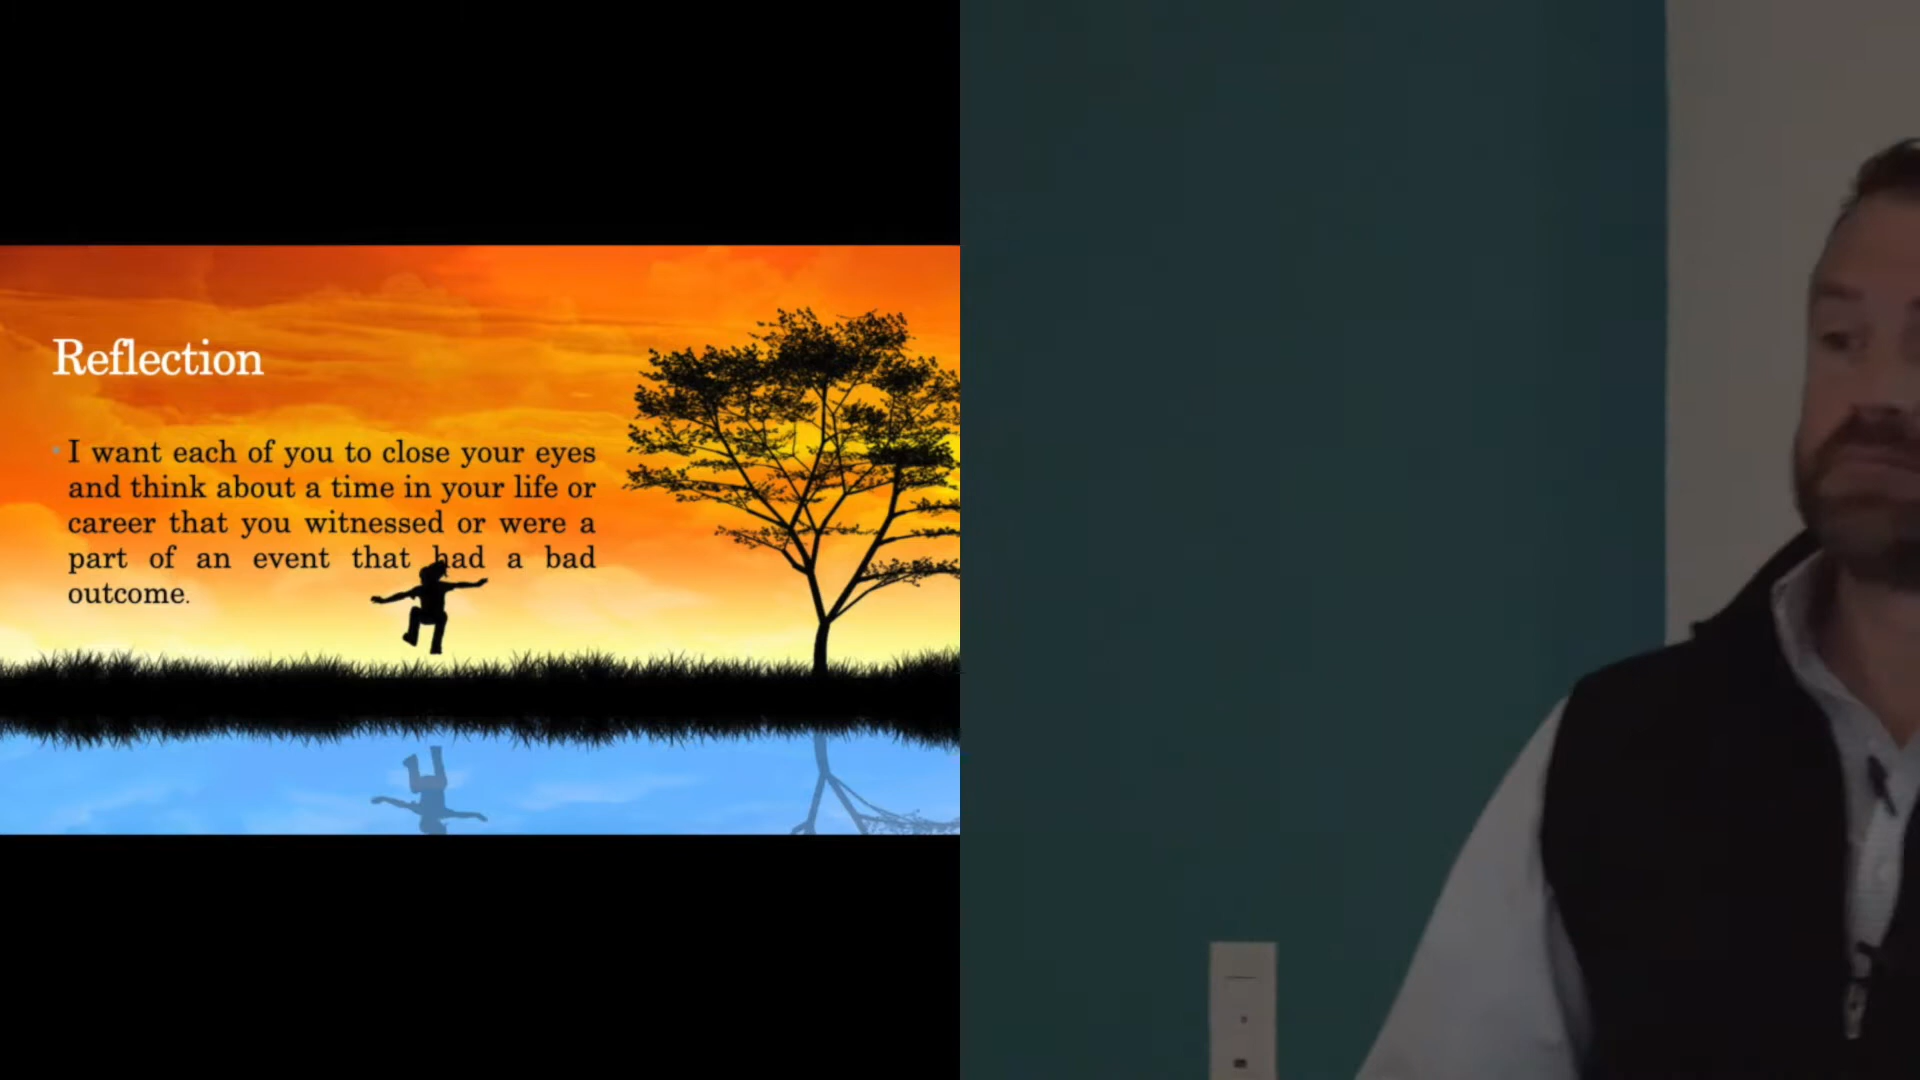 Reflection
I want each of you to close your eyes
and think about a time in your life or
career that you witnessed or were a
part of an event that had a bad
outcome.